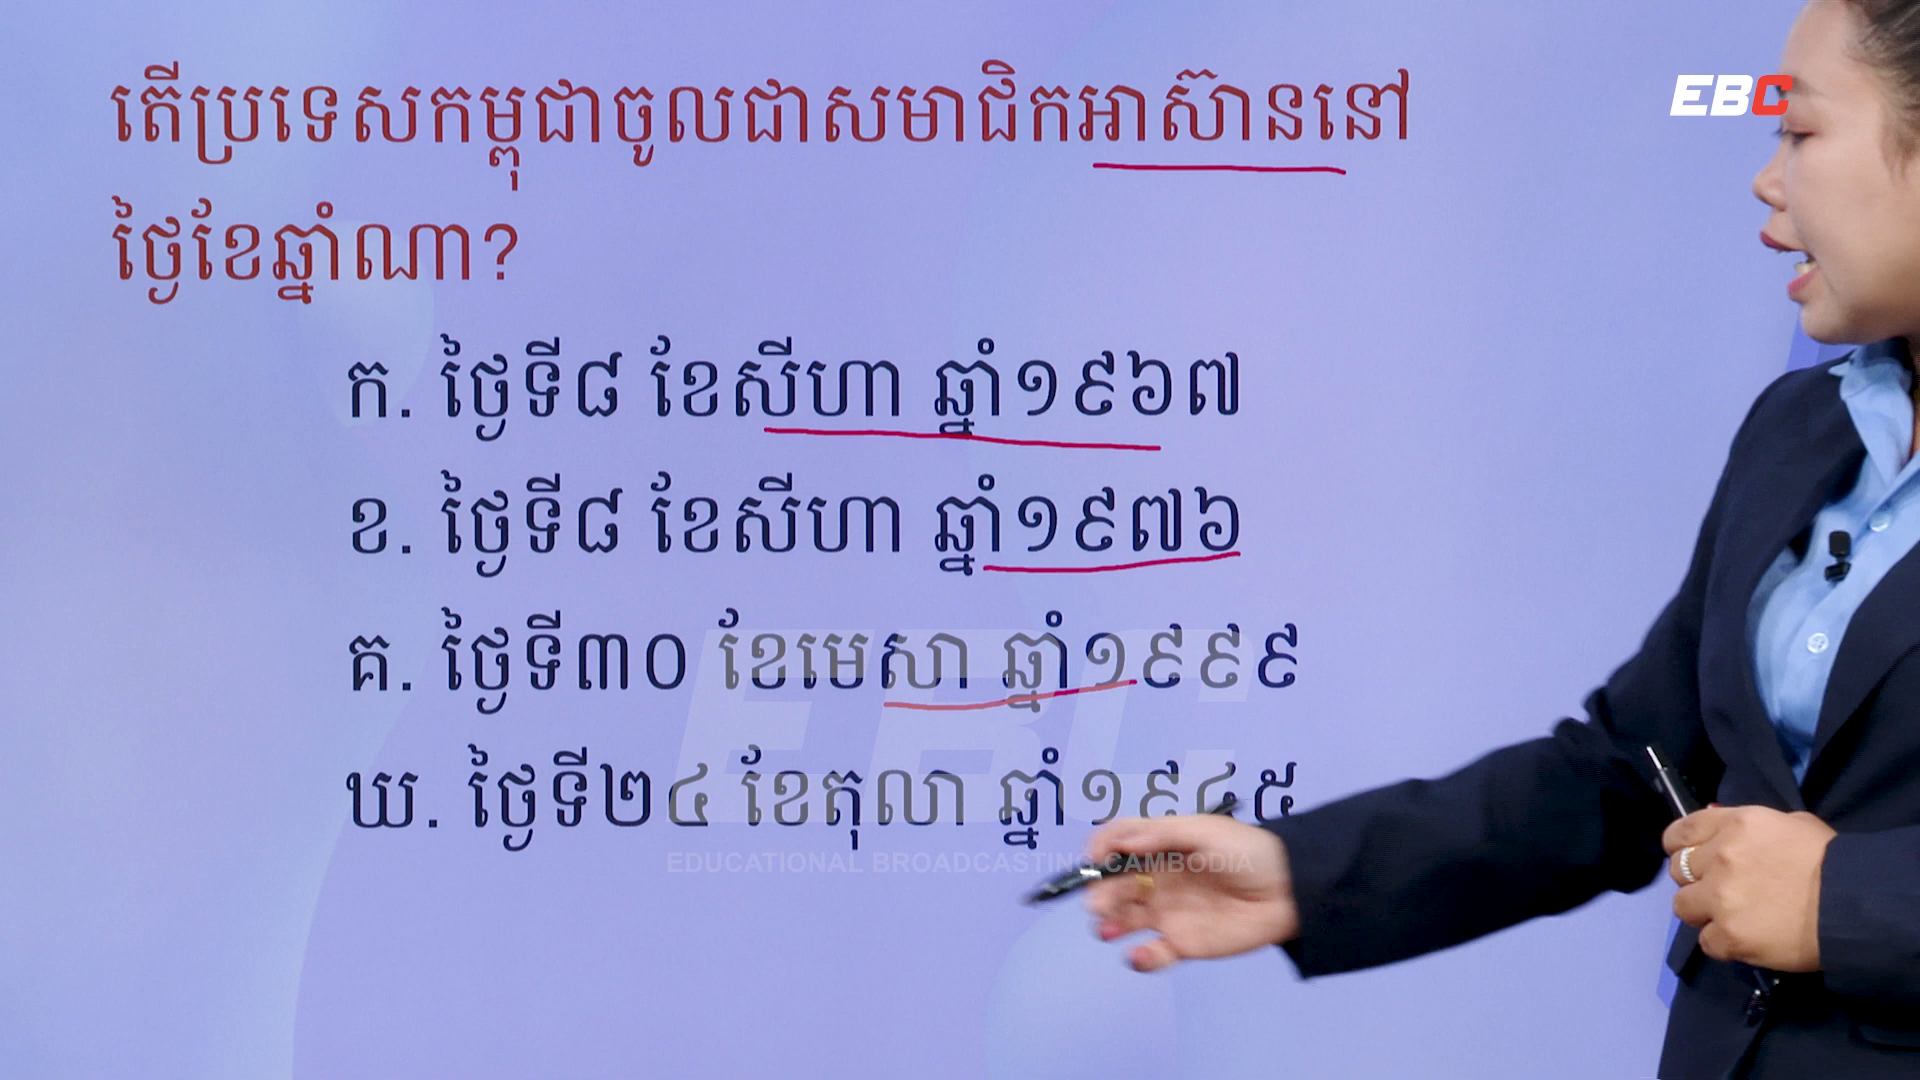 EBC
តើប្រទេសកម្ពុជាចូលជាសមាជិកអាស៊ាននៅ
ថ្ងៃខែឆ្នាំណា?
ក. ថ្ងៃទី៨ ខែសីហា ឆ្នាំ១៩៦៧
ខ. ថ្ងៃទី៨ ខែសីហា ឆ្នាំ១៩៧៦
គ. ថ្ងៃទី៣០ ខែមេសា ឆ្នាំ១៩៩៩
ឃ. ថ្ងៃទី២៤ ខែតុលា ឆ្នាំ១៩៤៥
EBC
EDUCATIONAL BROADCASTING CAMBODIA